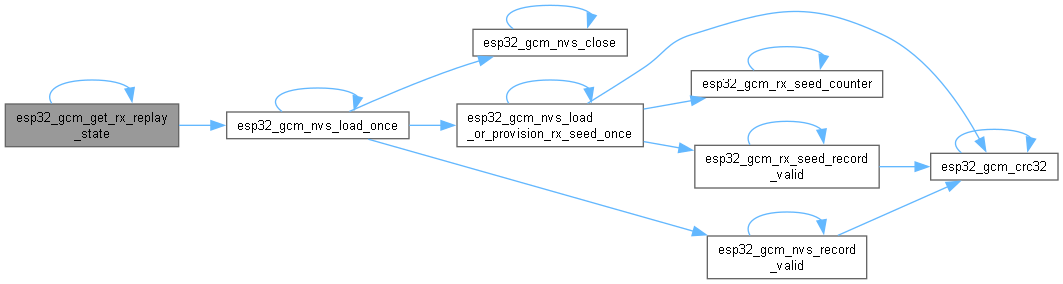 esp32_gcm_get_rx_replay
_state
esp32_gcm_nvs_load_once
esp32_gcm_nvs_close
esp32_gcm_nvs_load
_or_provision_rx_seed_once
esp32_gcm_rx_seed_counter
esp32_gcm_rx_seed_record
_valid
esp32_gcm_nvs_record
_valid
esp32_gcm_crc32